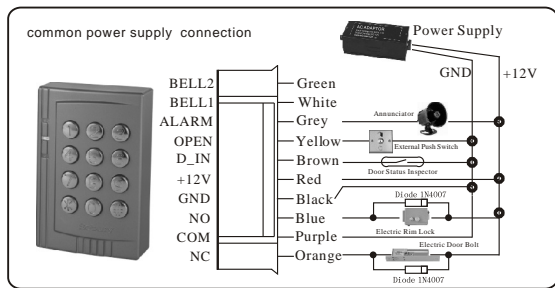 common power supply connection
Power Supply
AC ADAPTOR
GND
+12V
BELL2 Green
BELL1 White
ALARM Grey Annunciator
OPEN Yellow External Push Switch
D_IN Brown Door Status Inspector
+12V Red
GND Black
Diode 1N4007
NO Blue
Electric Rim Lock
COM Purple
Electric Door Bolt
NC Orange
Diode 1N4007